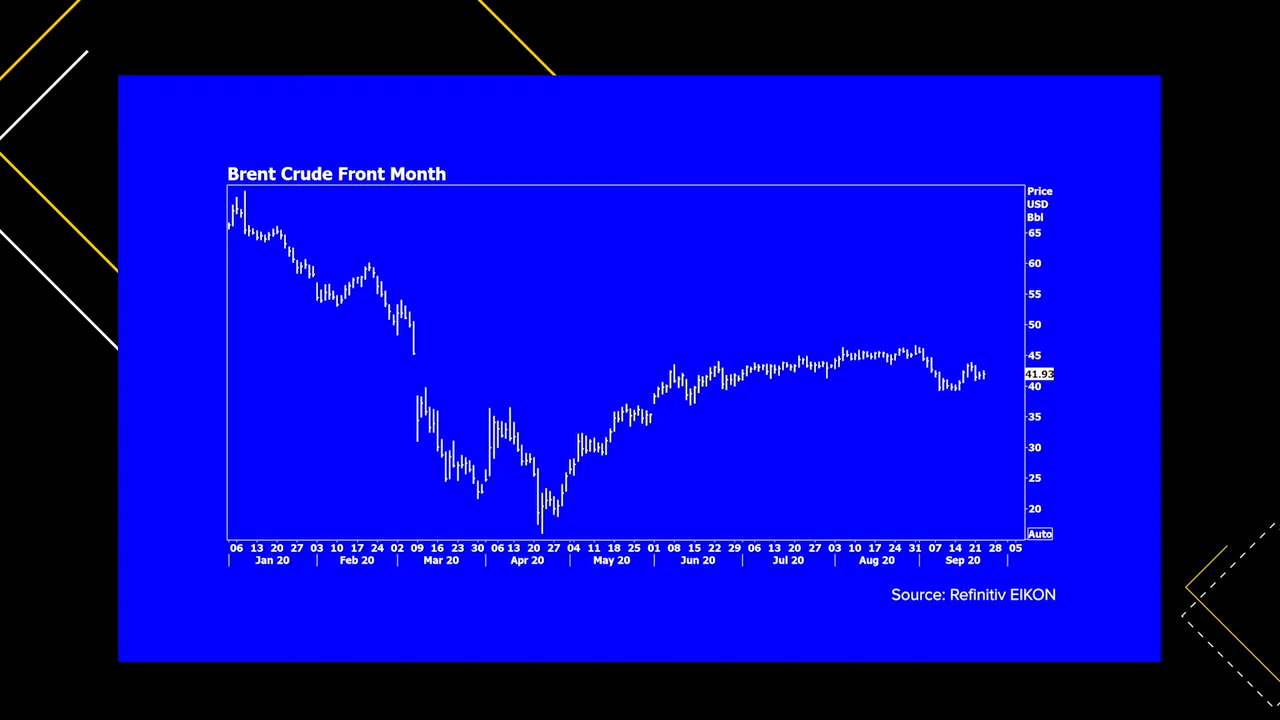 Brent Crude Front Month
Price
USD
Bbl
65
60
55
50
45
41.93
40
35
30
25
20
Auto
06 13 20 27 03 10 17 24 02 09 16 23 30 06 13 20 27 04 11 18 25 01 08 15 22 29 06 13 20 27 03 10 17 24 31 07 14 21 28 05
Jan 20 Feb 20 Mar 20 Apr 20 May 20 Jun 20 Jul 20 Aug 20 Sep 20
Source: Refinitiv EIKON